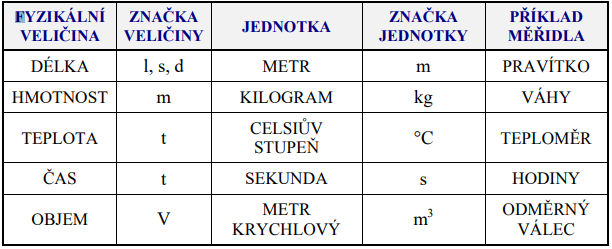 FYZIKÁLNÍ VELIČINA | ZNAČKA VELIČINY | JEDNOTKA | ZNAČKA JEDNOTKY | PŘÍKLAD MĚŘIDLA
DÉLKA | l, s, d | METR | m | PRAVÍTKO
HMOTNOST | m | KILOGRAM | kg | VÁHY
TEPLOTA | t | CELSIŮV STUPEŇ | °C | TEPLOMĚR
ČAS | t | SEKUNDA | s | HODINY
OBJEM | V | METR KRYCHLOVÝ | m³ | ODMĚRNÝ VÁLEC